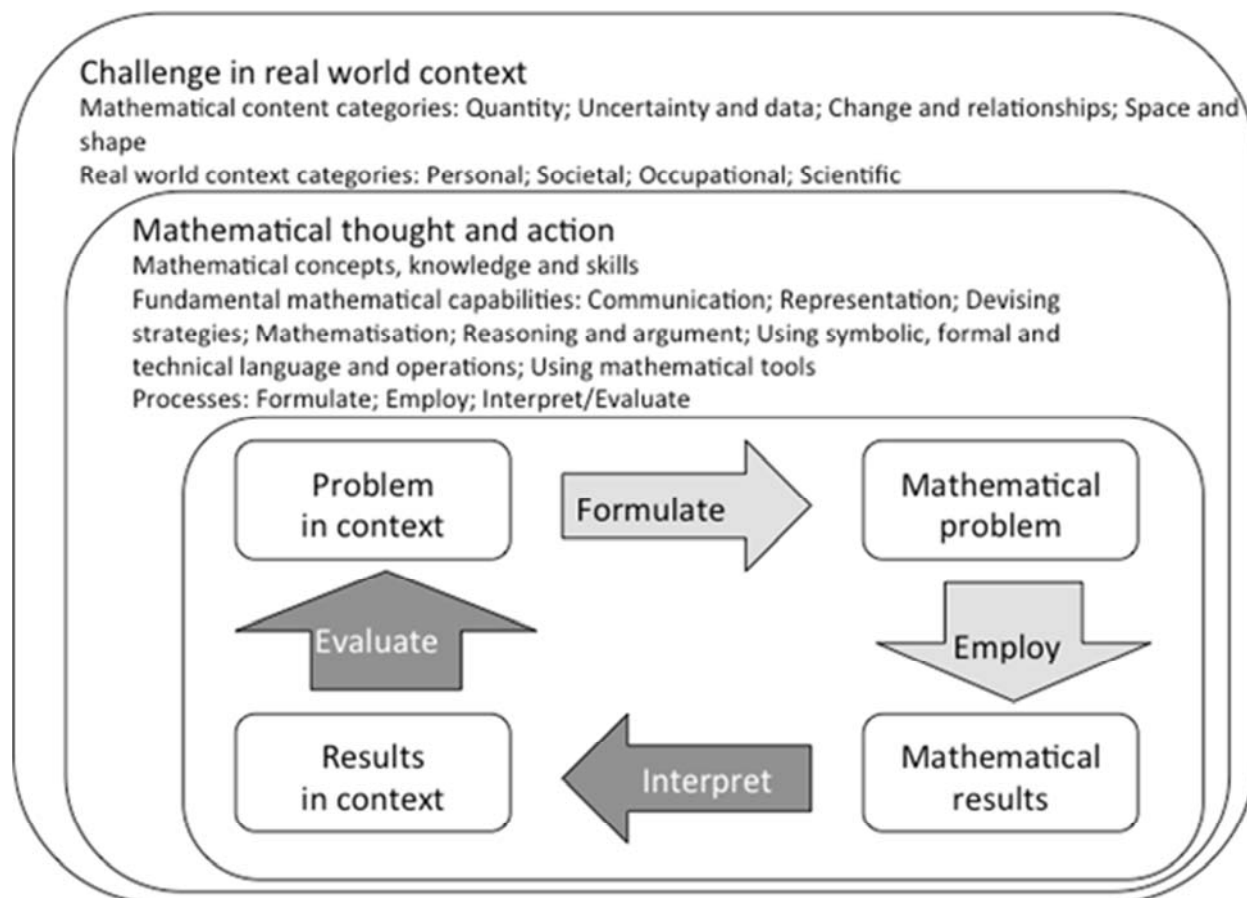 Challenge in real world context
Mathematical content categories: Quantity; Uncertainty and data; Change and relationships; Space and
shape
Real world context categories: Personal; Societal; Occupational; Scientific
Mathematical thought and action
Mathematical concepts, knowledge and skills
Fundamental mathematical capabilities: Communication; Representation; Devising
strategies; Mathematisation; Reasoning and argument; Using symbolic, formal and
technical language and operations; Using mathematical tools
Processes: Formulate; Employ; Interpret/Evaluate
Problem
in context
Formulate
Mathematical
problem
Evaluate
Employ
Results
in context
Interpret
Mathematical
results